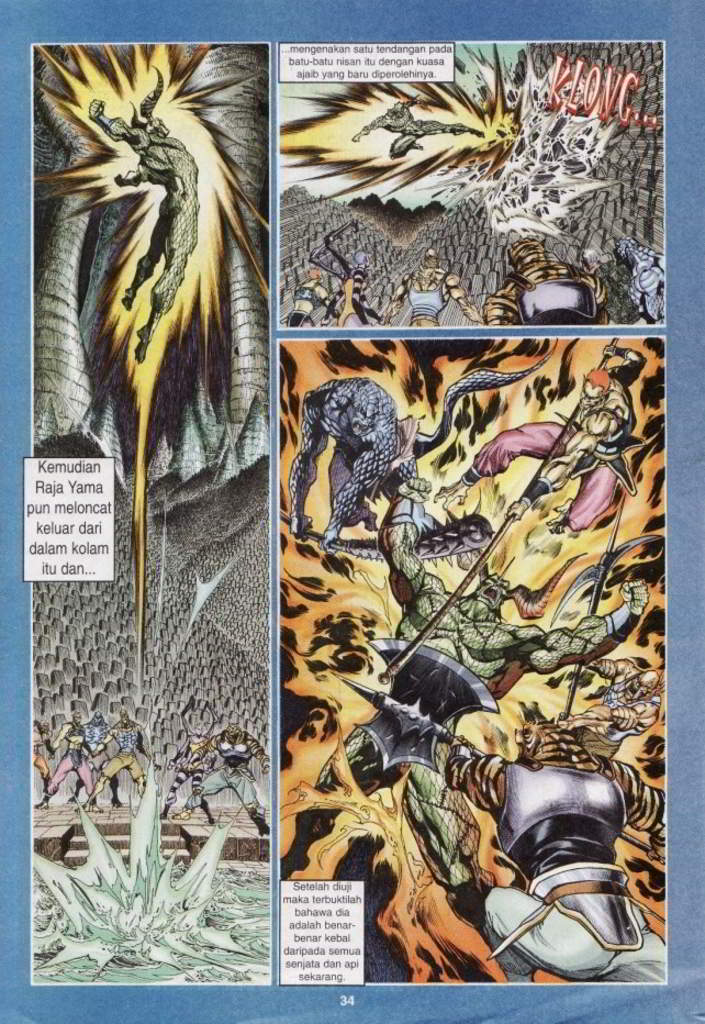 Kemudian
Raja Yama
pun meloncat
keluar dari
dalam kolam
itu dan...
...mengenakan satu tendangan pada
batu-batu nisan itu dengan kuasa
ajaib yang baru diperolehinya.
KLONG...
Setelah diuji
maka terbuktilah
bahawa dia
adalah benar-
benar kebal
daripada semua
senjata dan api
sekarang.
34